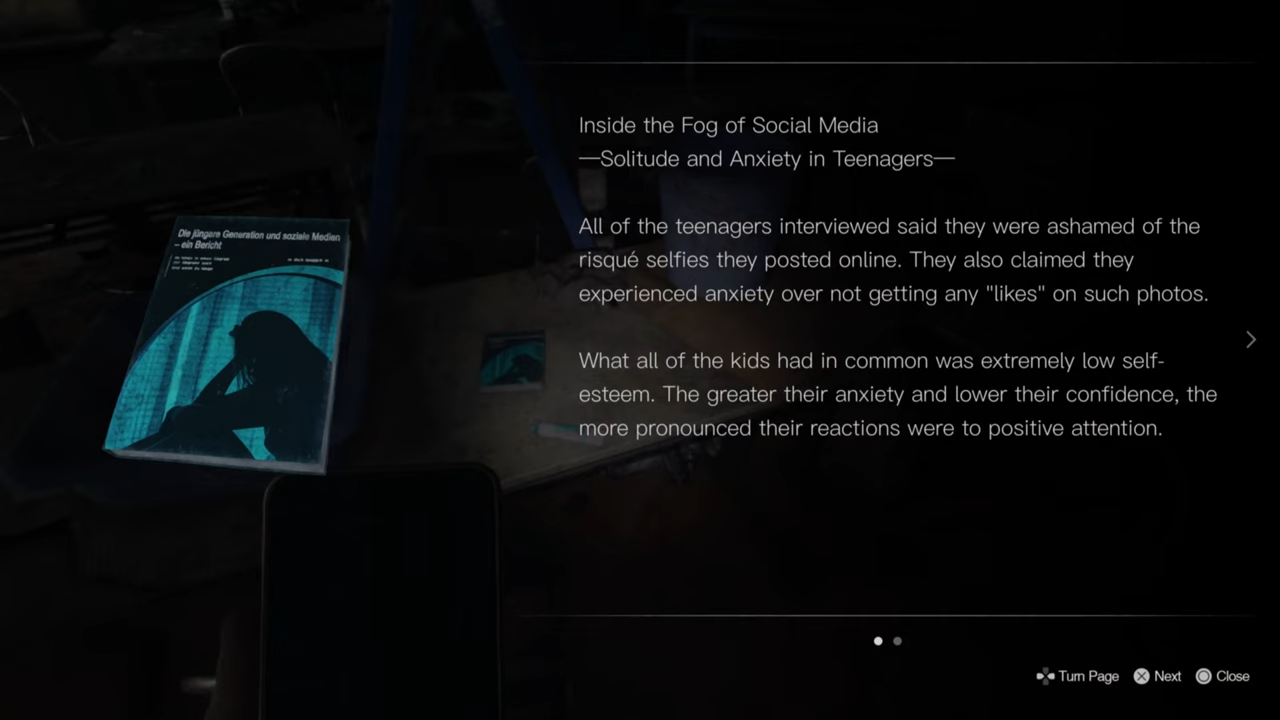 Inside the Fog of Social Media
—Solitude and Anxiety in Teenagers—
All of the teenagers interviewed said they were ashamed of the
risqué selfies they posted online. They also claimed they
experienced anxiety over not getting any "likes" on such photos.
What all of the kids had in common was extremely low self-
esteem. The greater their anxiety and lower their confidence, the
more pronounced their reactions were to positive attention.
Die jüngere Generation und soziale Medien
– ein Bericht
Turn Page Next Close